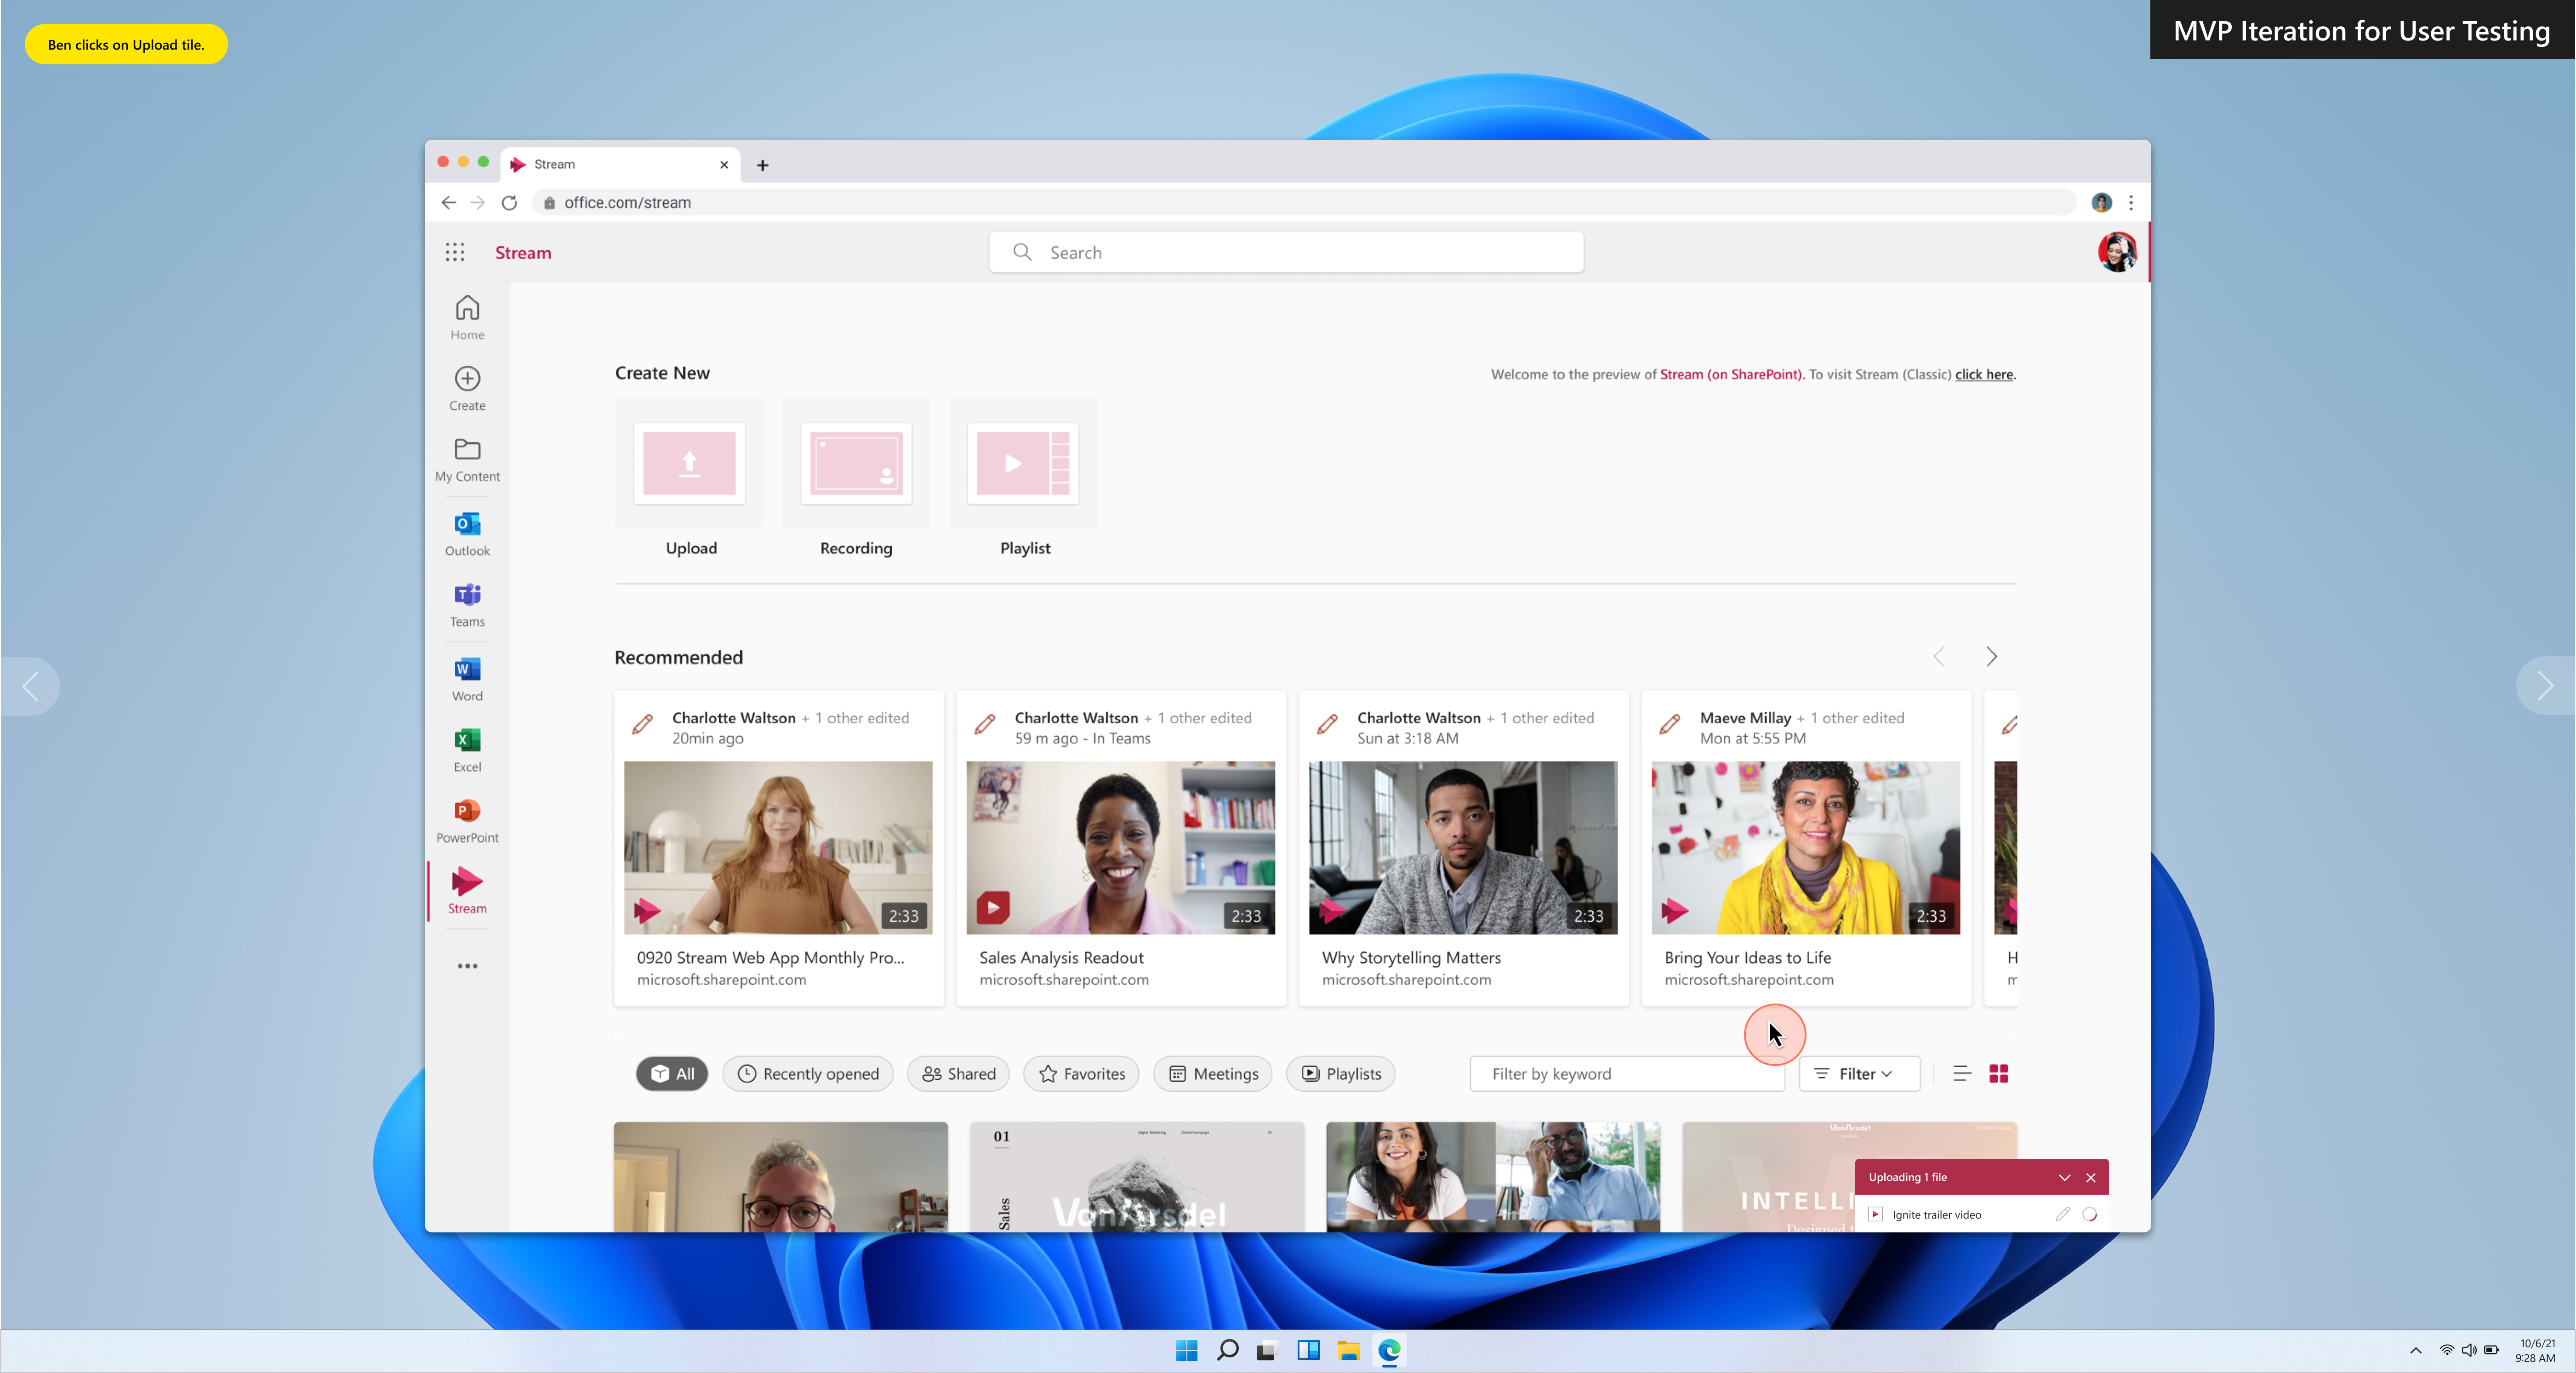 Ben clicks on Upload tile.
MVP Iteration for User Testing
Stream
office.com/stream
Stream
Search
Home
Create
My Content
Outlook
Teams
Word
Excel
PowerPoint
Stream
Create New
Welcome to the preview of Stream (on SharePoint). To visit Stream (Classic) click here.
Upload
Recording
Playlist
Recommended
Charlotte Waltson + 1 other edited
20min ago
2:33
0920 Stream Web App Monthly Pro...
microsoft.sharepoint.com
Charlotte Waltson + 1 other edited
59 m ago - In Teams
2:33
Sales Analysis Readout
microsoft.sharepoint.com
Charlotte Waltson + 1 other edited
Sun at 3:18 AM
2:33
Why Storytelling Matters
microsoft.sharepoint.com
Maeve Millay + 1 other edited
Mon at 5:55 PM
2:33
Bring Your Ideas to Life
microsoft.sharepoint.com
H
All
Recently opened
Shared
Favorites
Meetings
Playlists
Filter by keyword
Filter
01
Digital Marketing
Sales
VanArsdel
VanArsdel
INTELLI
Designed t
Uploading 1 file
Ignite trailer video
10/6/21
9:28 AM